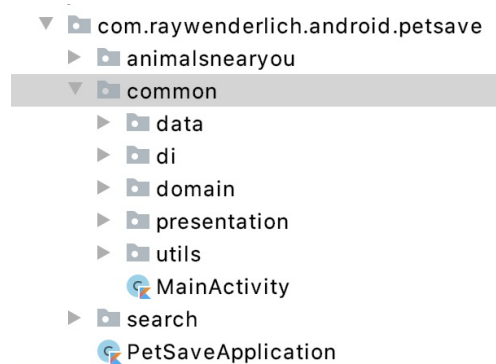 com.raywenderlich.android.petsave
animalsnearyou
common
data
di
domain
presentation
utils
MainActivity
search
PetSaveApplication